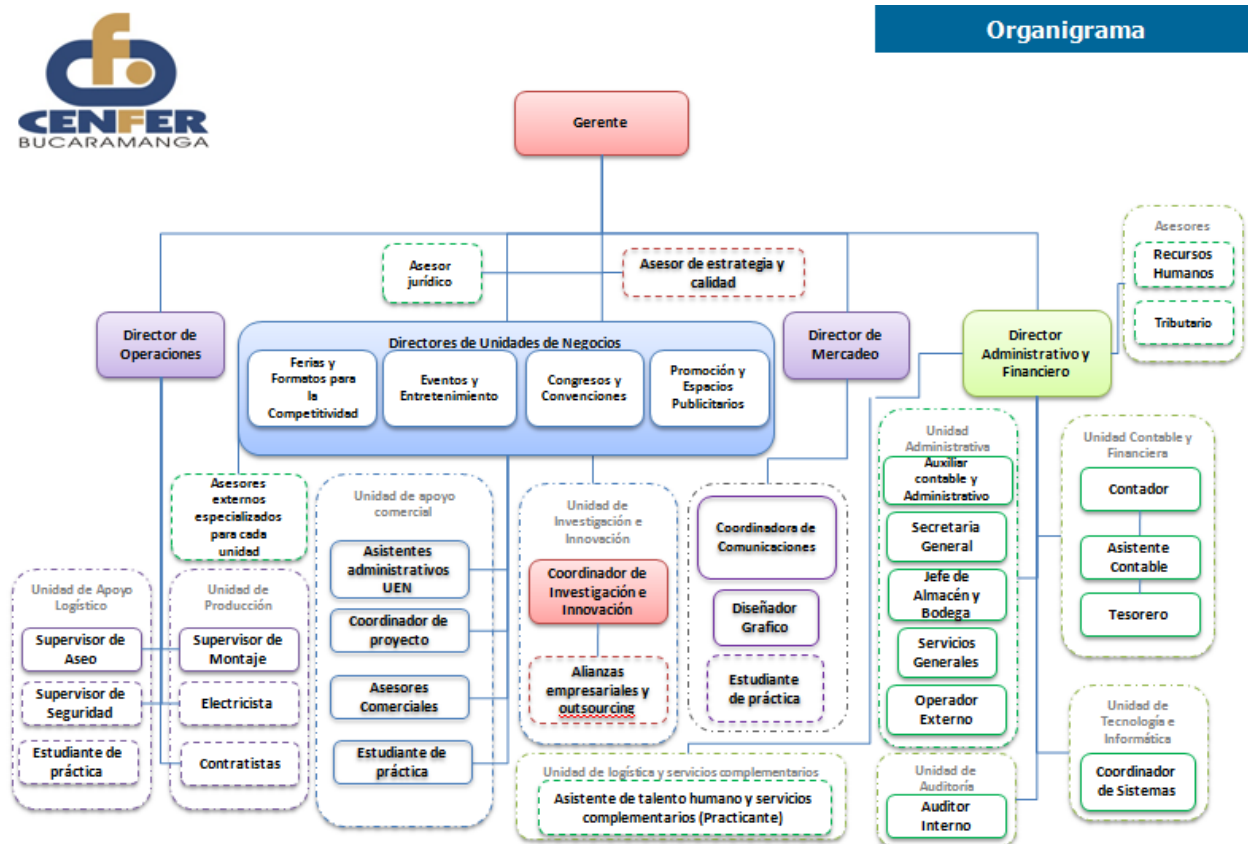 Organigrama
CENFER
BUCARAMANGA
Gerente
Asesor
jurídico
Asesor de estrategia y
calidad
Asesores
Recursos
Humanos
Tributario
Director de
Operaciones
Directores de Unidades de Negocios
Ferias y
Formatos para
la
Competitividad
Eventos y
Entretenimiento
Congresos y
Convenciones
Promoción y
Espacios
Publicitarios
Director de
Mercadeo
Director
Administrativo y
Financiero
Asesores
externos
especializados
para cada
unidad
Unidad de Apoyo
Logístico
Supervisor de
Aseo
Supervisor de
Seguridad
Estudiante de
práctica
Unidad de
Producción
Supervisor de
Montaje
Electricista
Contratistas
Unidad de apoyo
comercial
Asistentes
administrativos
UEN
Coordinador de
proyecto
Asesores
Comerciales
Estudiante de
práctica
Unidad de
Investigación e
Innovación
Coordinador de
Investigación e
Innovación
Alianzas
empresariales y
outsourcing
Coordinadora de
Comunicaciones
Diseñador
Grafico
Estudiante
de práctica
Unidad de logística y servicios complementarios
Asistente de talento humano y servicios
complementarios (Practicante)
Unidad
Administrativa
Auxiliar
contable y
Administrativo
Secretaria
General
Jefe de
Almacén y
Bodega
Servicios
Generales
Operador
Externo
Unidad de
Auditoría
Auditor
Interno
Unidad Contable y
Financiera
Contador
Asistente
Contable
Tesorero
Unidad de
Tecnología e
Informática
Coordinador
de Sistemas